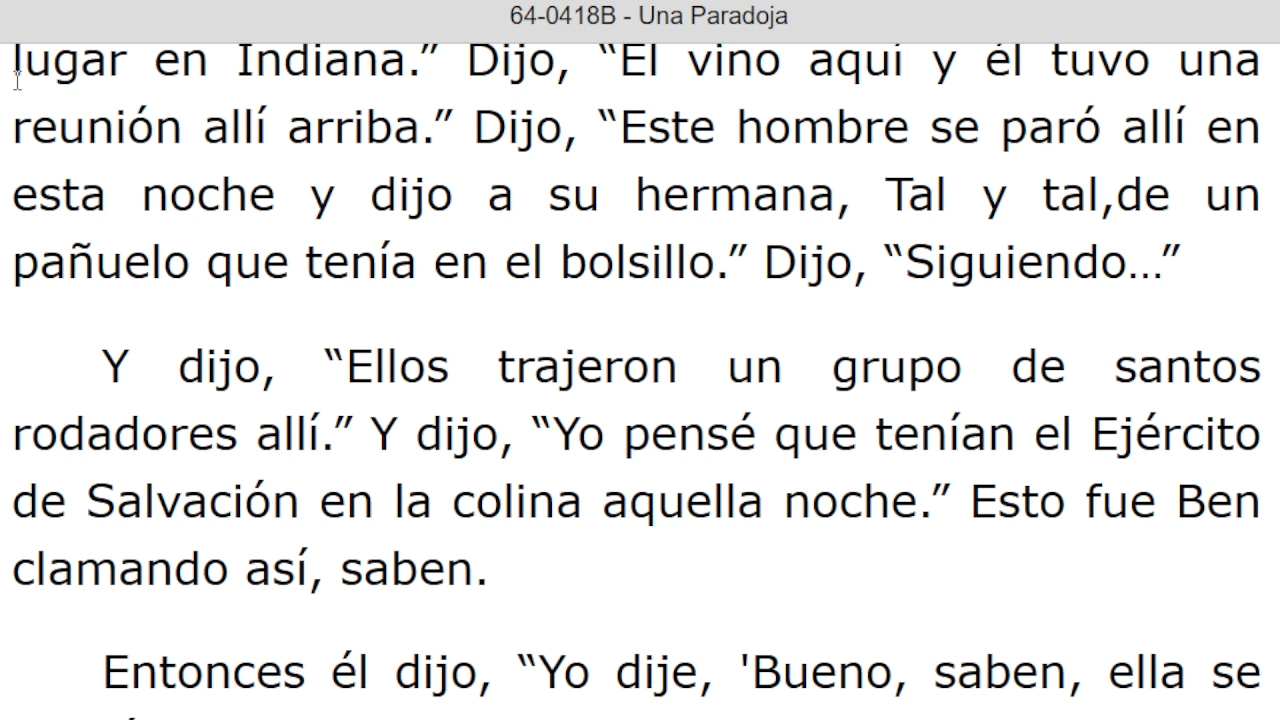 64-0418B - Una Paradoja
lugar en Indiana.” Dijo, “Él vino aquí y él tuvo una
reunión allí arriba.” Dijo, “Este hombre se paró allí en
esta noche y dijo a su hermana, Tal y tal,de un
pañuelo que tenía en el bolsillo.” Dijo, “Siguiendo…”
Y dijo, “Ellos trajeron un grupo de santos
rodadores allí.” Y dijo, “Yo pensé que tenían el Ejército
de Salvación en la colina aquella noche.” Esto fue Ben
clamando así, saben.
Entonces él dijo, “Yo dije, 'Bueno, saben, ella se